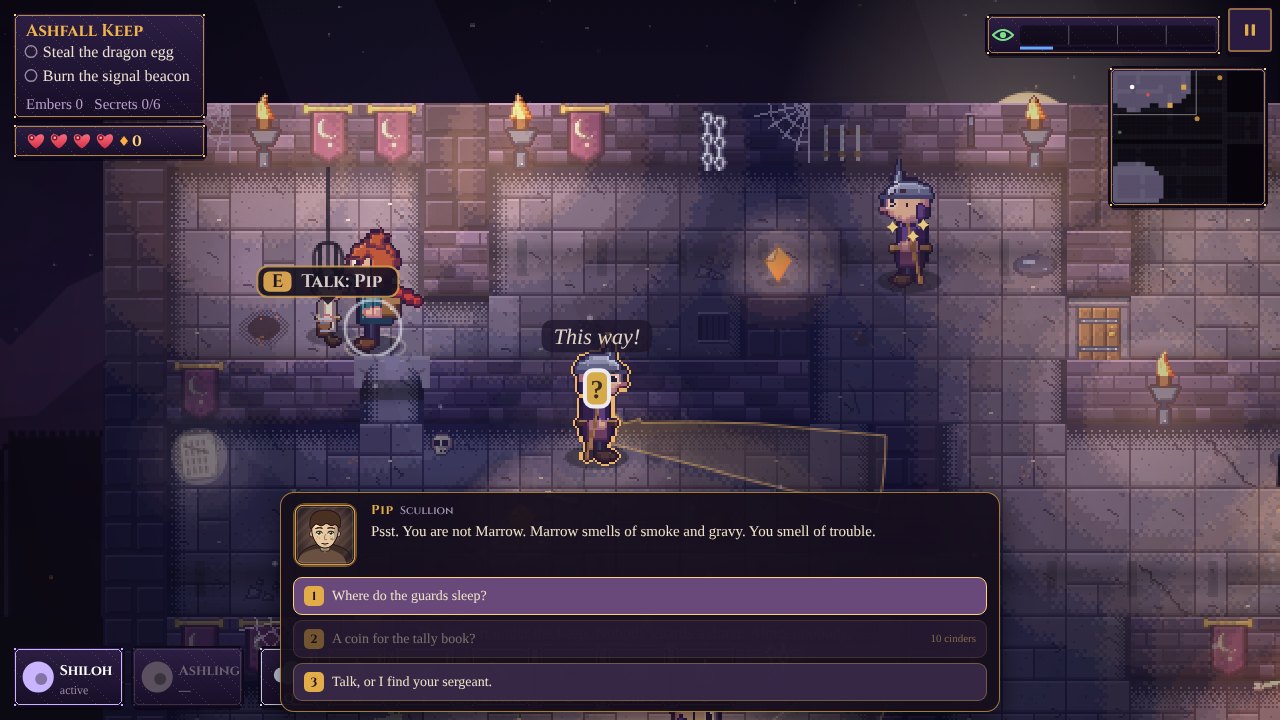 Ashfall Keep
Steal the dragon egg
Burn the signal beacon
Embers 0 Secrets 0/6
0
E Talk: Pip
This way!
?
Pip Scullion
Psst. You are not Marrow. Marrow smells of smoke and gravy. You smell of trouble.
1 Where do the guards sleep?
2 A coin for the tally book? 10 cinders
3 Talk, or I find your sergeant.
Shiloh
active
Ashling
—